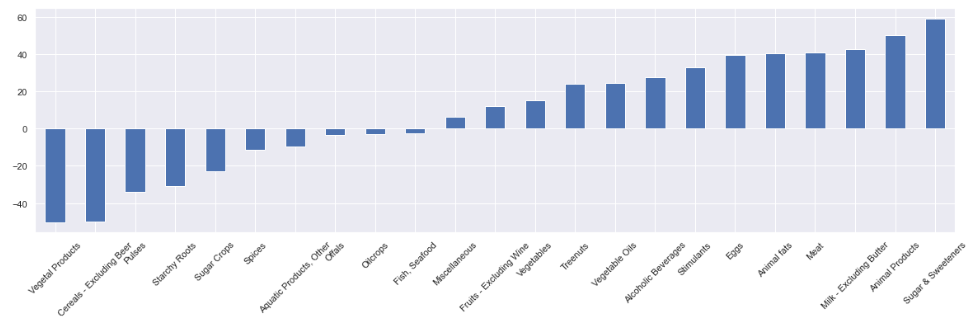 60
40
20
0
−20
−40
Vegetal Products
Cereals - Excluding Beer
Pulses
Starchy Roots
Sugar Crops
Spices
Aquatic Products, Other
Offals
Oilcrops
Fish, Seafood
Miscellaneous
Fruits - Excluding Wine
Vegetables
Treenuts
Vegetable Oils
Alcoholic Beverages
Stimulants
Eggs
Animal fats
Meat
Milk - Excluding Butter
Animal Products
Sugar & Sweeteners